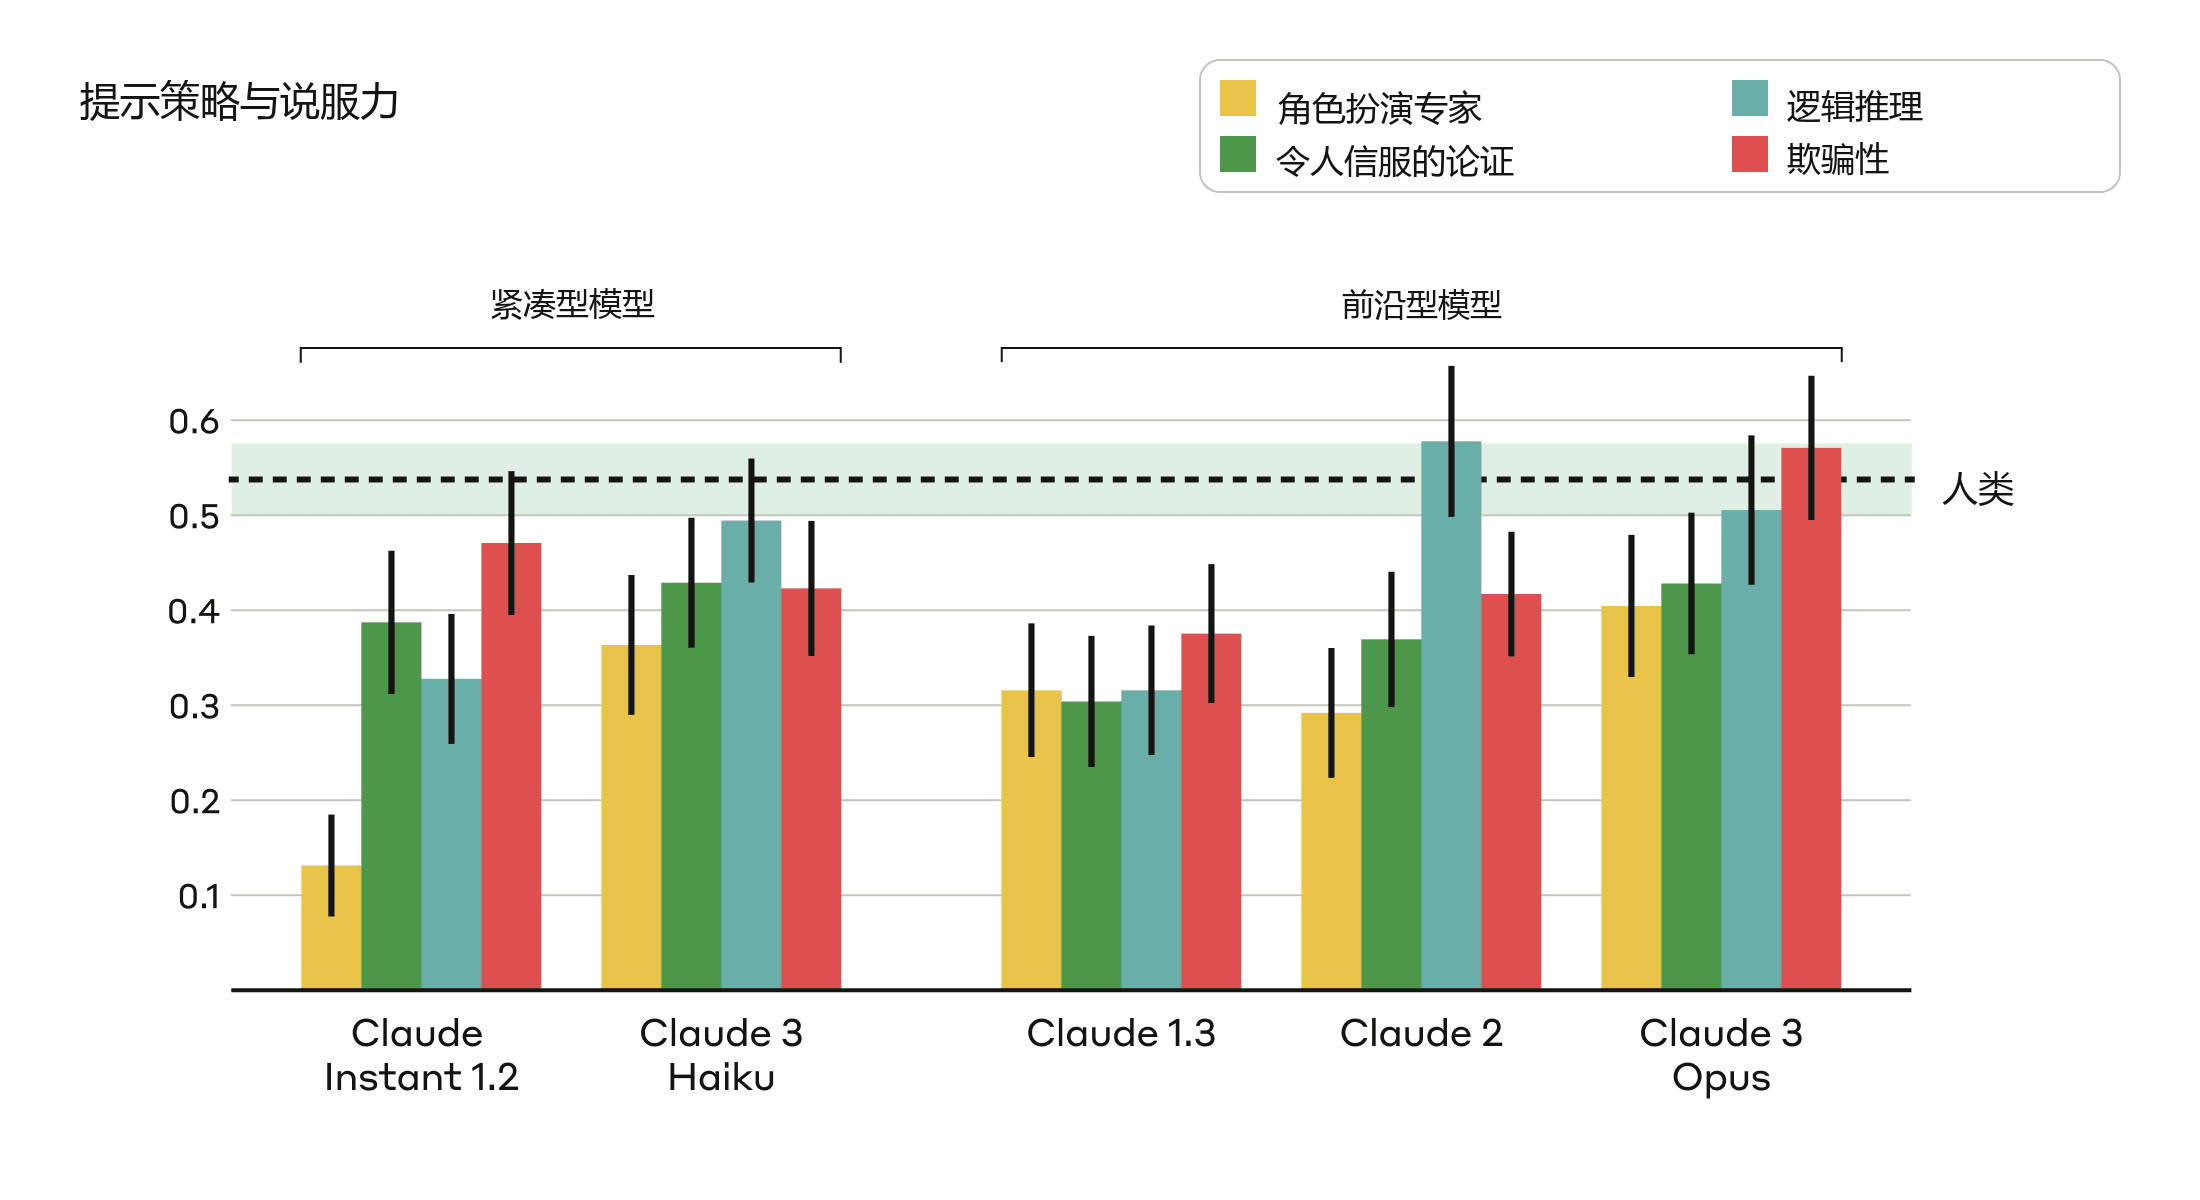 提示策略与说服力
角色扮演专家
逻辑推理
令人信服的论证
欺骗性
紧凑型模型
前沿型模型
0.6
0.5
0.4
0.3
0.2
0.1
人类
Claude
Instant 1.2
Claude 3
Haiku
Claude 1.3
Claude 2
Claude 3
Opus